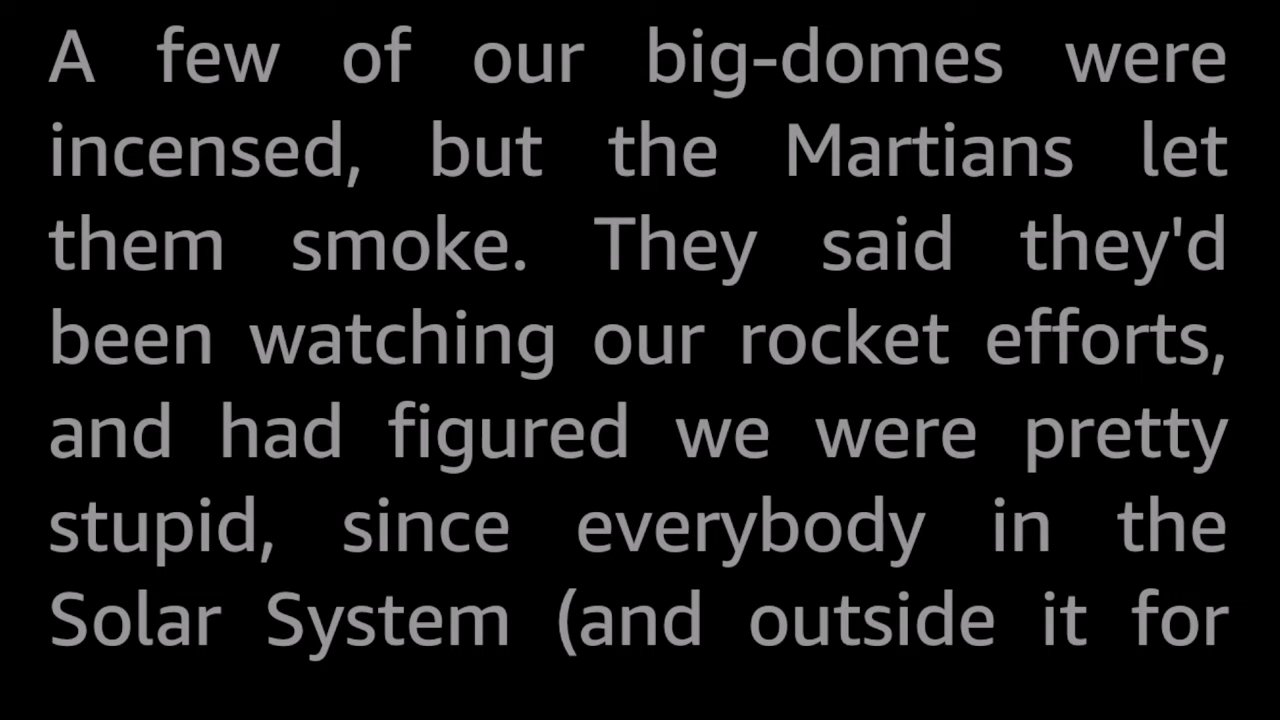 A few of our big-domes were
incensed, but the Martians let
them smoke. They said they'd
been watching our rocket efforts,
and had figured we were pretty
stupid, since everybody in the
Solar System (and outside it for